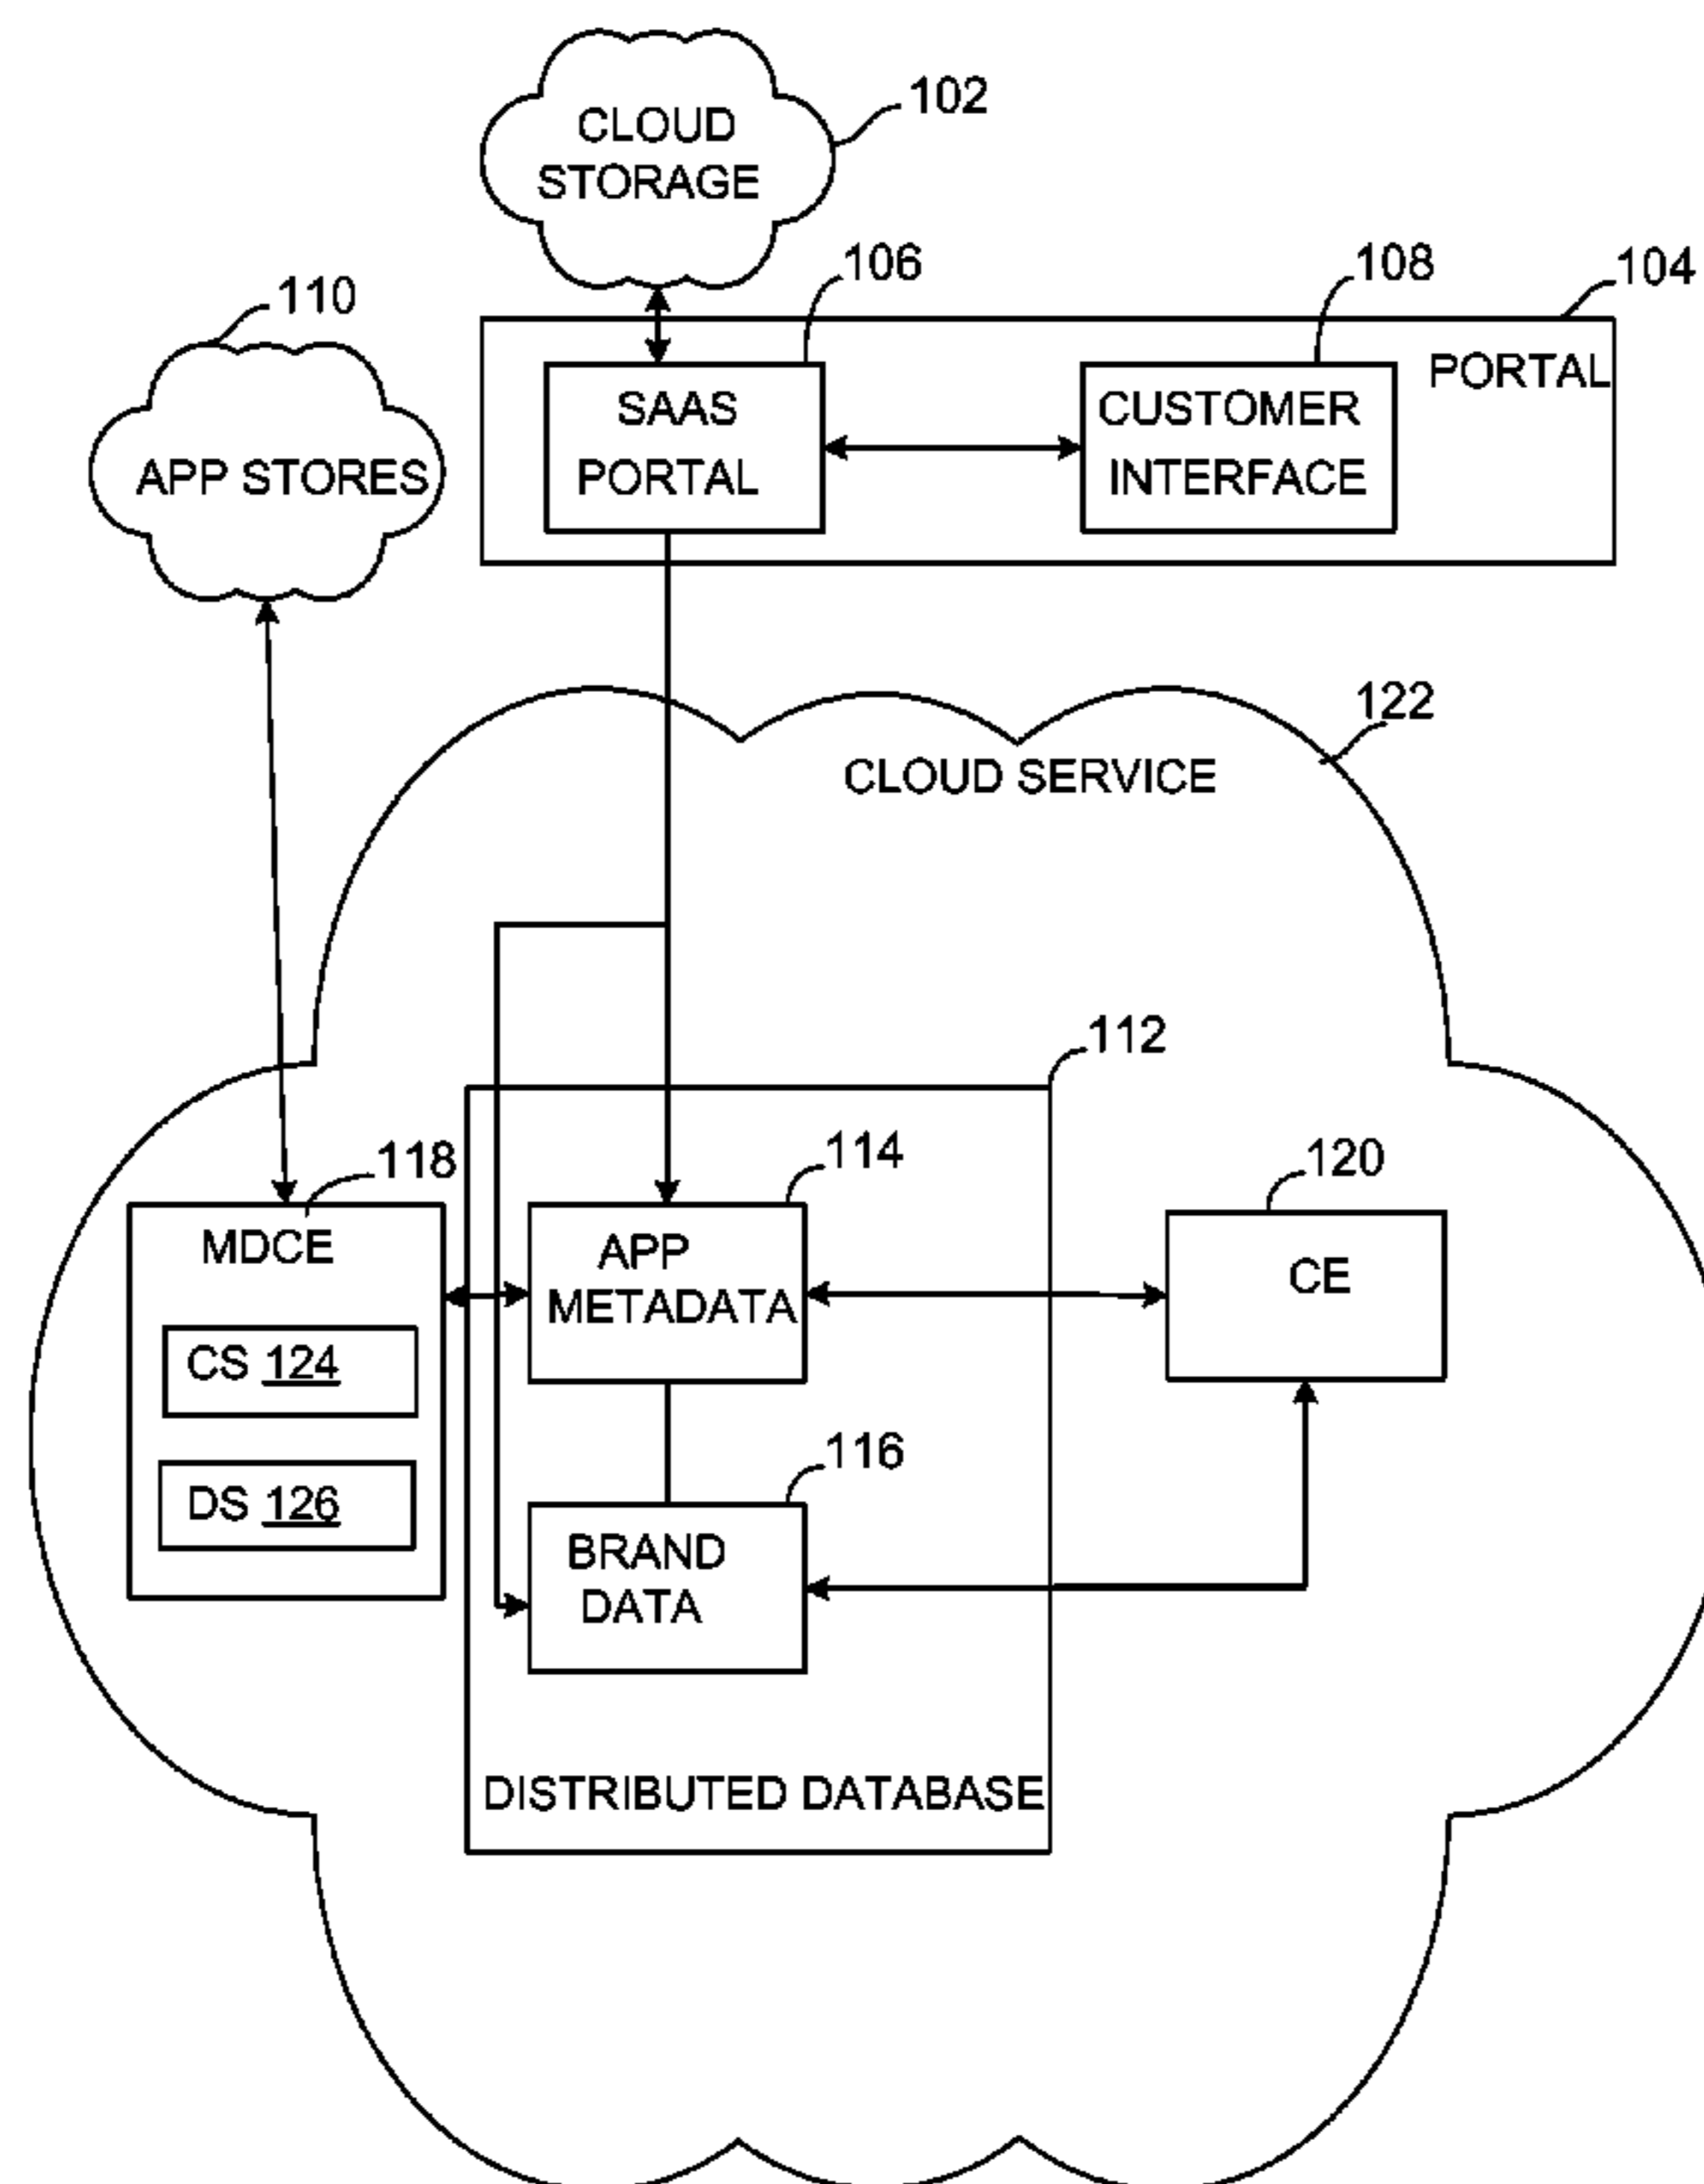 102
CLOUD
STORAGE
106
108
104
110
PORTAL
SAAS
PORTAL
CUSTOMER
INTERFACE
APP STORES
122
CLOUD SERVICE
112
118
114
120
MDCE
APP
METADATA
CE
CS 124
116
DS 126
BRAND
DATA
DISTRIBUTED DATABASE